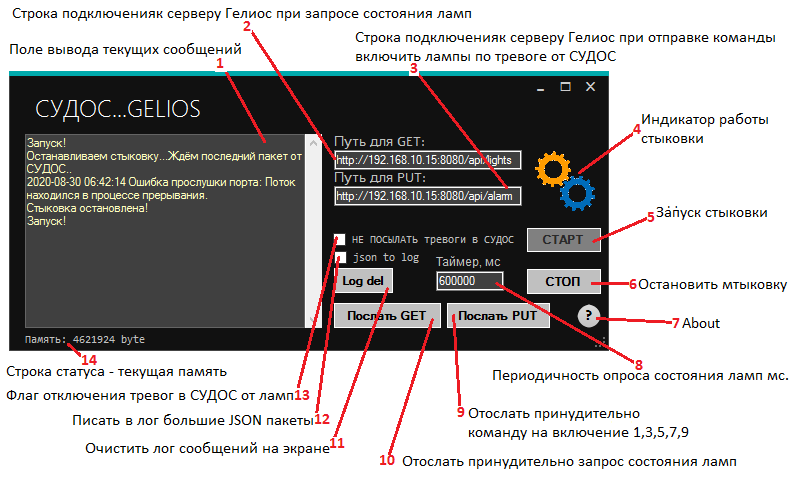 Строка подключенияк серверу Гелиос при запросе состояния ламп
2
Поле вывода текущих сообщений
1
Строка подключенияк серверу Гелиос при отправке команды
включить лампы по тревоге от СУДОС
3
СУДОС...GELIOS
Запуск!
Останавливаем стыковку...Ждём последний пакет от
СУДОС..
2020-08-30 06:42:14 Ошибка прослушки порта: Поток
находился в процессе прерывания.
Стыковка остановлена!
Запуск!
Путь для GET:
http://192.168.10.15:8080/api/lights
Путь для PUT:
http://192.168.10.15:8080/api/alarm
НЕ ПОСЫЛАТЬ тревоги в СУДОС
json to log
Таймер, мс
Log del
600000
СТАРТ
СТОП
Послать GET
Послать PUT
?
Память: 4621924 byte
4
Индикатор работы
стыковки
5 Запуск стыковки
6 Остановить мтыковку
7 About
8
Периодичность опроса состояния ламп мс.
9 Отослать принудительно
команду на включение 1,3,5,7,9
10 Отослать принудительно запрос состояния ламп
14
Строка статуса - текущая память
Флаг отключения тревог в СУДОС от ламп 13
Писать в лог большие JSON пакеты 12
Очистить лог сообщений на экране 11